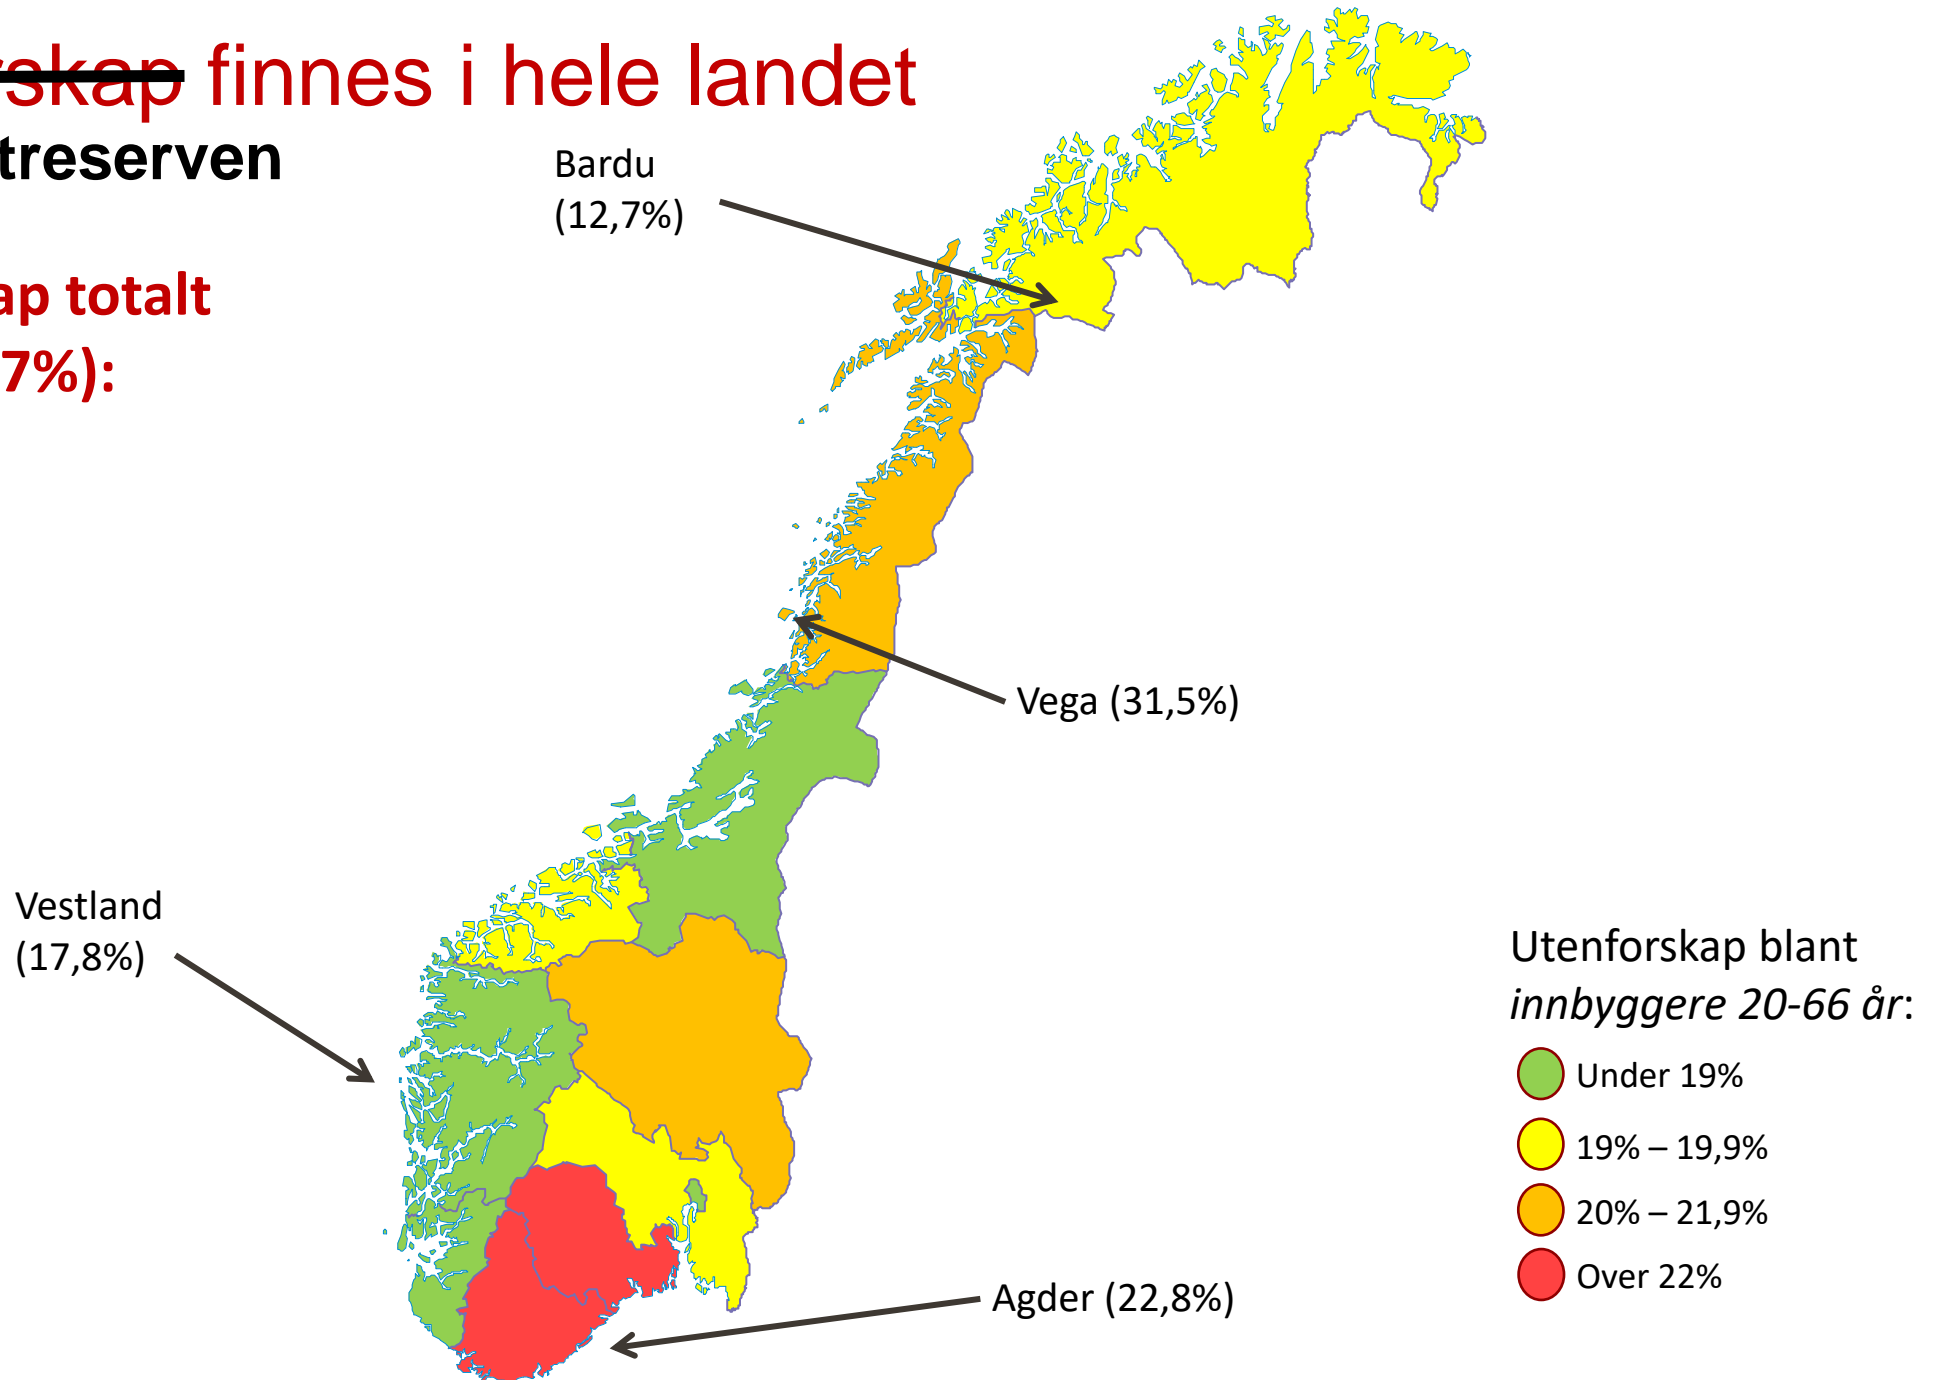 rskap finnes i hele landet
treserven
ap totalt
7%):
Bardu
(12,7%)
Vega (31,5%)
Vestland
(17,8%)
Agder (22,8%)
Utenforskap blant
innbyggere 20-66 år:
Under 19%
19% – 19,9%
20% – 21,9%
Over 22%